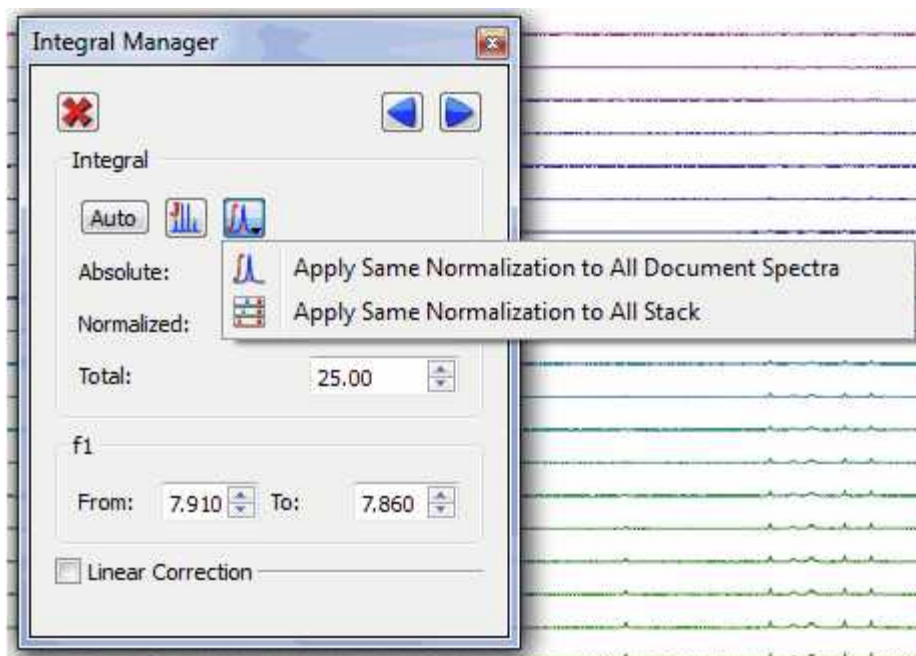 Integral Manager
Integral
Auto
Absolute:
Apply Same Normalization to All Document Spectra
Normalized:
Apply Same Normalization to All Stack
Total: 25.00
f1
From: 7.910 To: 7.860
Linear Correction